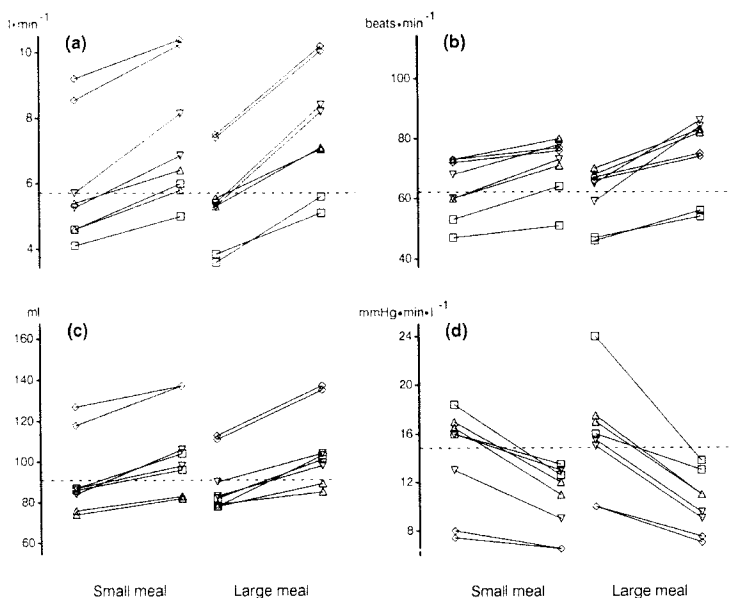 l•min⁻¹
(a)
10
8
6
4
beats•min⁻¹
(b)
100
80
60
40
ml
(c)
160
140
120
100
80
60
mmHg•min•l⁻¹
(d)
24
20
16
12
8
Small meal Large meal Small meal Large meal